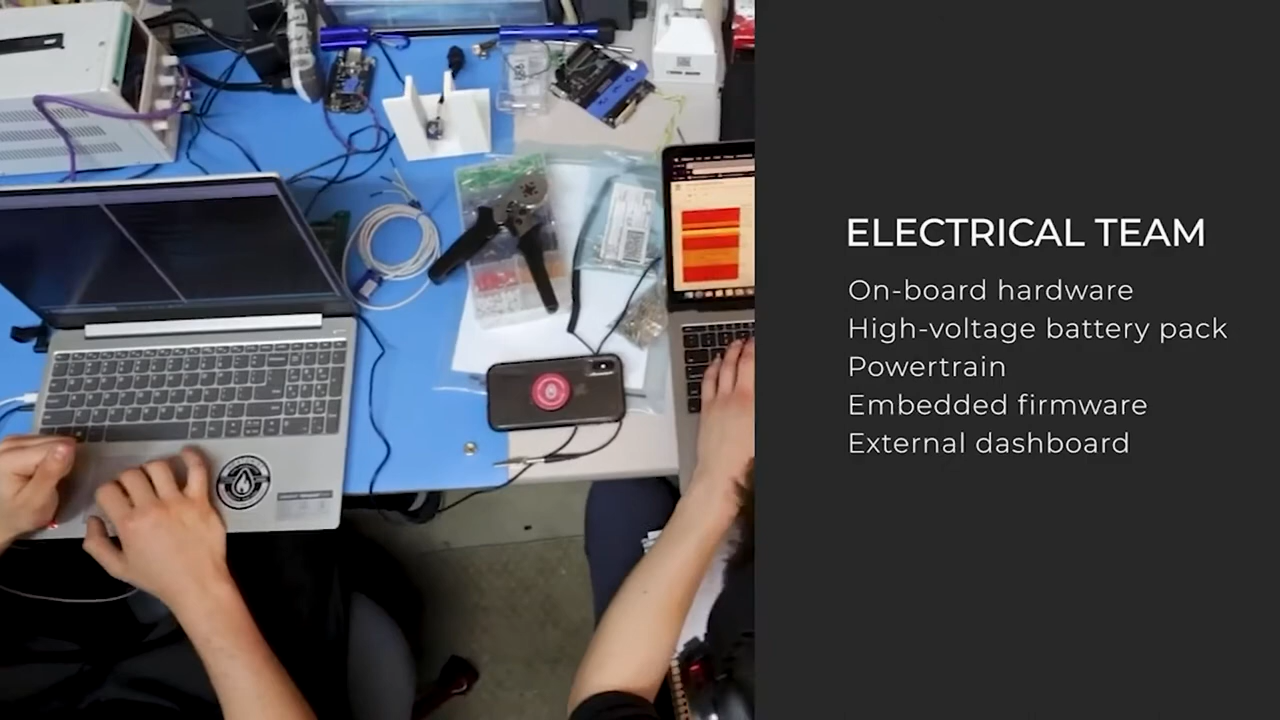 ELECTRICAL TEAM
On-board hardware
High-voltage battery pack
Powertrain
Embedded firmware
External dashboard